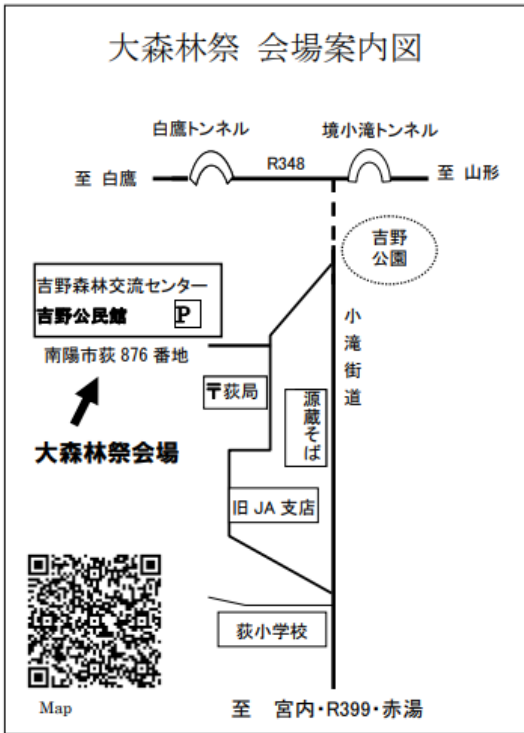 大森林祭 会場案内図
白鷹トンネル
境小滝トンネル
R348
至 白鷹
至 山形
吉野
公園
吉野森林交流センター
吉野公民館 P
南陽市荻 876 番地
小滝街道
〒荻局
源蔵そば
大森林祭会場
旧 JA 支店
荻小学校
Map
至 宮内・R399・赤湯